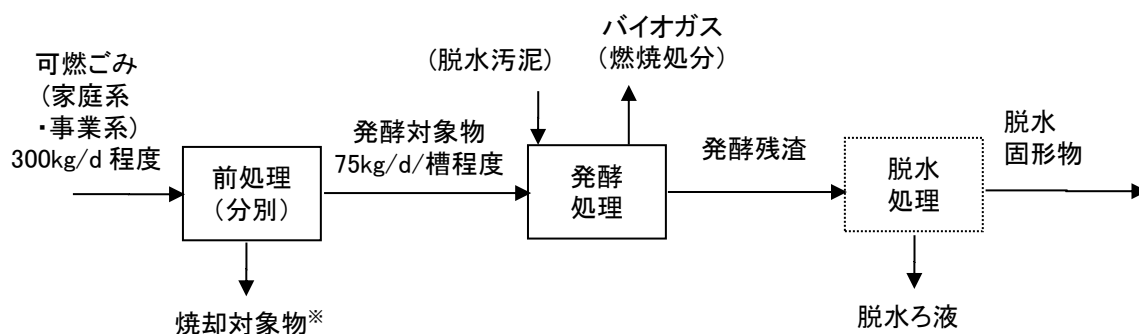 可燃ごみ
(家庭系
・事業系)
300kg/d 程度
前処理
(分別)
焼却対象物※
発酵対象物
75kg/d/槽程度
(脱水汚泥)
バイオガス
(燃焼処分)
発酵
処理
発酵残渣
脱水
処理
脱水ろ液
脱水
固形物